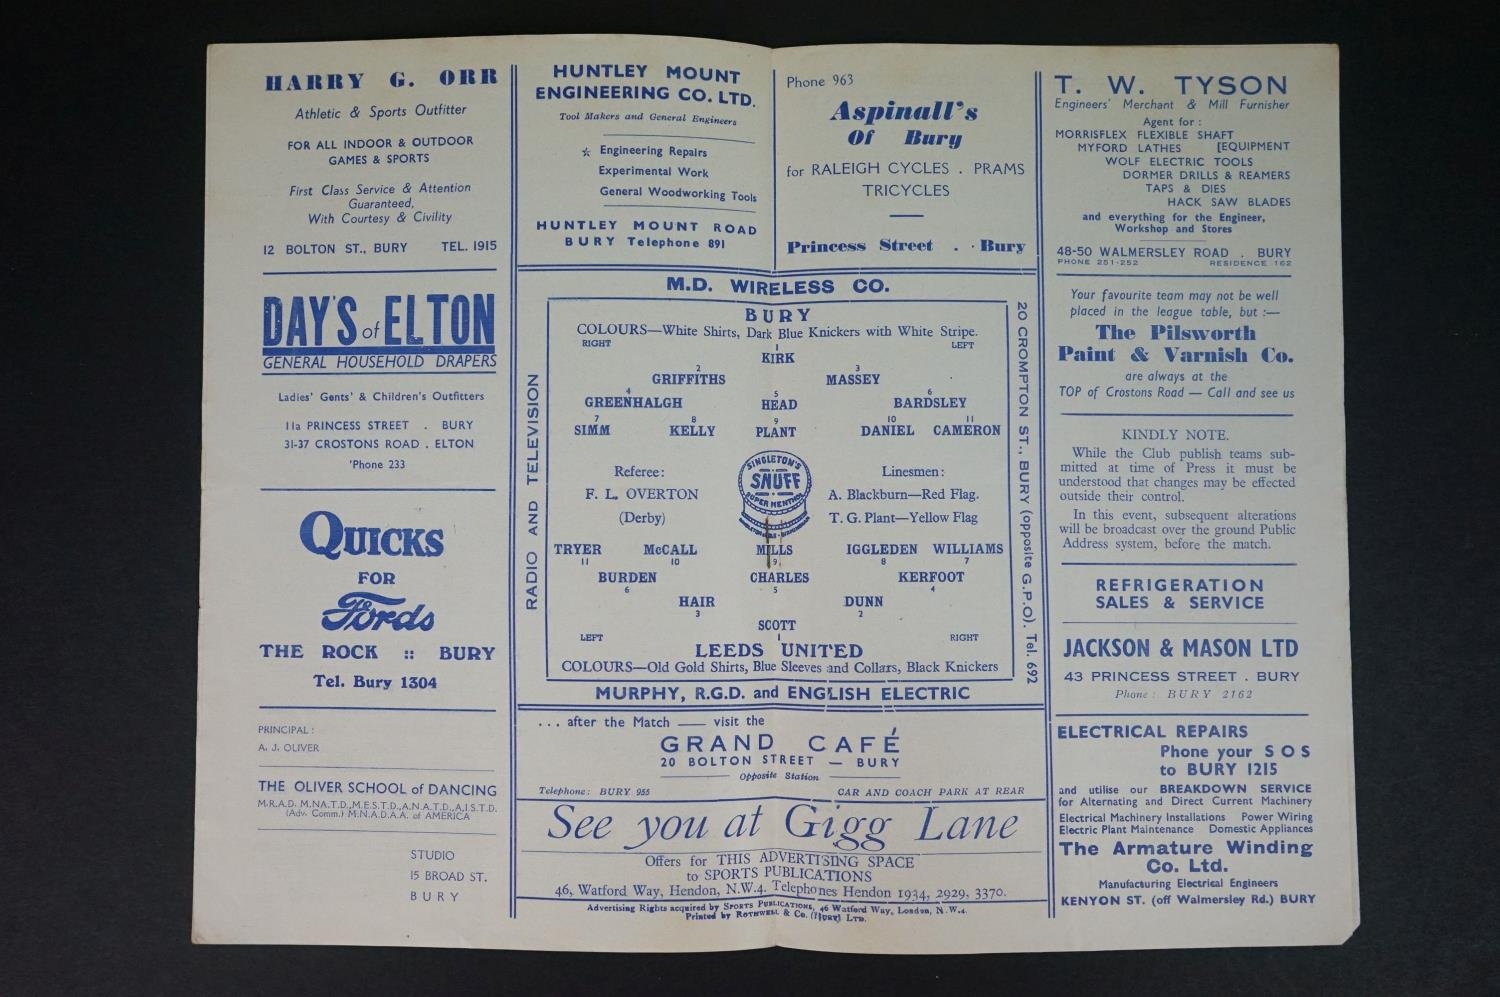 HARRY G. ORR
Athletic & Sports Outfitter
FOR ALL INDOOR & OUTDOOR
GAMES & SPORTS
First Class Service & Attention
Guaranteed,
With Courtesy & Civility
12 BOLTON ST., BURY TEL. 1915
DAY'S of ELTON
GENERAL HOUSEHOLD DRAPERS
Ladies' Gents' & Children's Outfitters
11a PRINCESS STREET . BURY
31-37 CROSTONS ROAD . ELTON
'Phone 233
QUICKS
FOR
Fords
THE ROCK :: BURY
Tel. Bury 1304
PRINCIPAL :
A. J. OLIVER
THE OLIVER SCHOOL of DANCING
M.R.A.D. M.N.A.T.D., M.E.S.T.D., A.N.A.T.D., A.I.S.T.D.
(Adv. Comm.) M.N.A.D.A.A. of AMERICA
STUDIO
15 BROAD ST.
BURY
HUNTLEY MOUNT
ENGINEERING CO. LTD.
Tool Makers and General Engineers
☆ Engineering Repairs
Experimental Work
General Woodworking Tools
HUNTLEY MOUNT ROAD
BURY Telephone 891
Phone 963
Aspinall's
Of Bury
for RALEIGH CYCLES . PRAMS
TRICYCLES
Princess Street . . Bury
M.D. WIRELESS CO.
RADIO AND TELEVISION
BURY
COLOURS—White Shirts, Dark Blue Knickers with White Stripe.
RIGHT LEFT
1
KIRK
2 3
GRIFFITHS MASSEY
4 5 6
GREENHALGH HEAD BARDSLEY
7 8 9 10 11
SIMM KELLY PLANT DANIEL CAMERON
Referee: Linesmen:
F. L. OVERTON A. Blackburn—Red Flag.
(Derby) T. G. Plant—Yellow Flag
SINGLETON'S
SNUFF
SUPER MENTHOL
TRYER McCALL MILLS IGGLEDEN WILLIAMS
11 10 9 8 7
BURDEN CHARLES KERFOOT
6 5 4
HAIR DUNN
3 2
SCOTT
1
LEFT RIGHT
LEEDS UNITED
COLOURS—Old Gold Shirts, Blue Sleeves and Collars, Black Knickers
20 CROMPTON ST., BURY (opposite G.P.O). Tel. 692
MURPHY, R.G.D. and ENGLISH ELECTRIC
... after the Match — visit the
GRAND CAFÉ
20 BOLTON STREET — BURY
Opposite Station
Telephone: BURY 955 CAR AND COACH PARK AT REAR
See you at Gigg Lane
Offers for THIS ADVERTISING SPACE
to SPORTS PUBLICATIONS
46, Watford Way, Hendon, N.W.4. Telephones Hendon 1934, 2929, 3370.
Advertising Rights acquired by SPORTS PUBLICATIONS, 46 Watford Way, London, N.W.4.
Printed by ROTHWELL & Co. (BURY) LTD.
T. W. TYSON
Engineers' Merchant & Mill Furnisher
Agent for :
MORRISFLEX FLEXIBLE SHAFT
MYFORD LATHES [EQUIPMENT
WOLF ELECTRIC TOOLS
DORMER DRILLS & REAMERS
TAPS & DIES
HACK SAW BLADES
and everything for the Engineer,
Workshop and Stores
48-50 WALMERSLEY ROAD . BURY
PHONE 251-252 RESIDENCE 162
Your favourite team may not be well
placed in the league table, but :—
The Pilsworth
Paint & Varnish Co.
are always at the
TOP of Crostons Road — Call and see us
KINDLY NOTE.
While the Club publish teams sub-
mitted at time of Press it must be
understood that changes may be effected
outside their control.
In this event, subsequent alterations
will be broadcast over the ground Public
Address system, before the match.
REFRIGERATION
SALES & SERVICE
JACKSON & MASON LTD
43 PRINCESS STREET . BURY
Phone: BURY 2162
ELECTRICAL REPAIRS
Phone your SOS
to BURY 1215
and utilise our BREAKDOWN SERVICE
for Alternating and Direct Current Machinery
Electrical Machinery Installations Power Wiring
Electric Plant Maintenance Domestic Appliances
The Armature Winding
Co. Ltd.
Manufacturing Electrical Engineers
KENYON ST. (off Walmersley Rd.) BURY